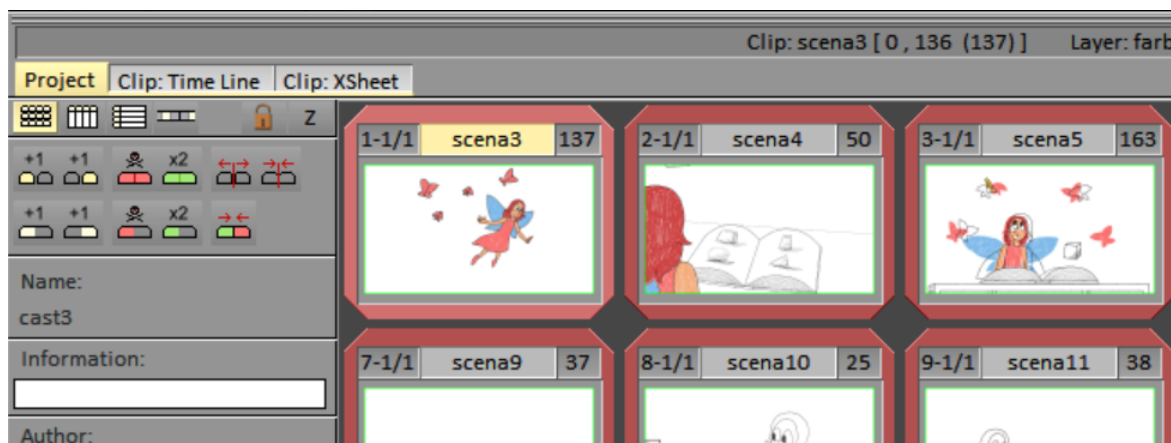 Clip: scena3 [ 0 , 136 (137) ] Layer: farb
Project Clip: Time Line Clip: XSheet
Z
1-1/1 scena3 137 2-1/1 scena4 50 3-1/1 scena5 163
+1 +1 x2
+1 +1 x2
Name:
cast3
Information:
7-1/1 scena9 37 8-1/1 scena10 25 9-1/1 scena11 38
Author: